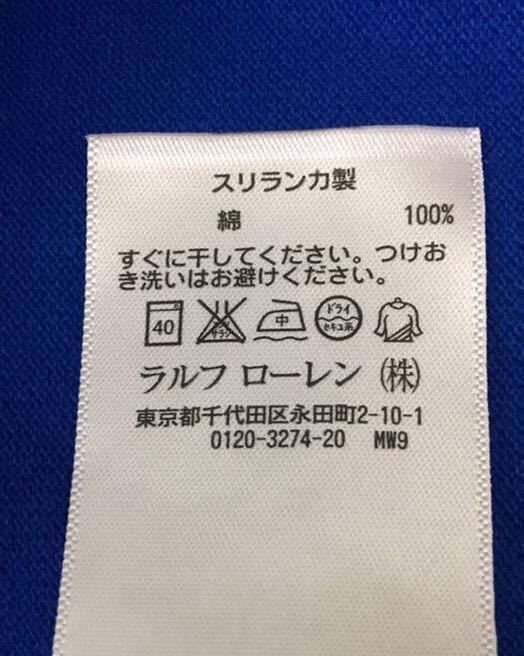 スリランカ製
綿 100%
すぐに干してください。つけお
き洗いはお避けください。
40 中 ドライ セキユ系
ラルフ ローレン (株)
東京都千代田区永田町2-10-1
0120-3274-20 MW9